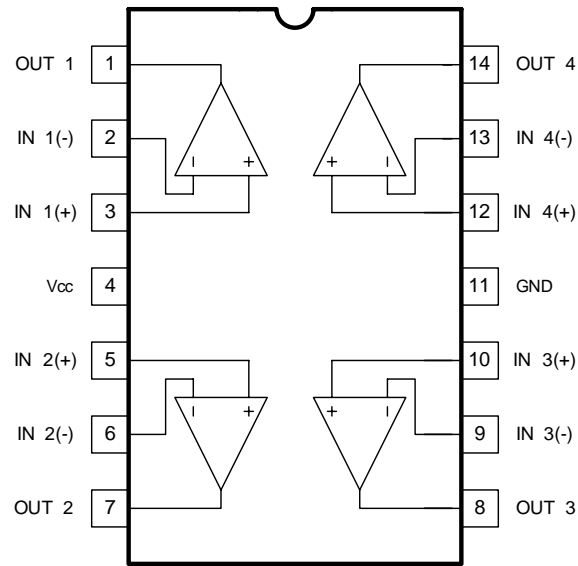 OUT 1 1 14 OUT 4
IN 1(-) 2 13 IN 4(-)
- + + -
IN 1(+) 3 12 IN 4(+)
Vcc 4 11 GND
IN 2(+) 5 10 IN 3(+)
- + + -
IN 2(-) 6 9 IN 3(-)
OUT 2 7 8 OUT 3